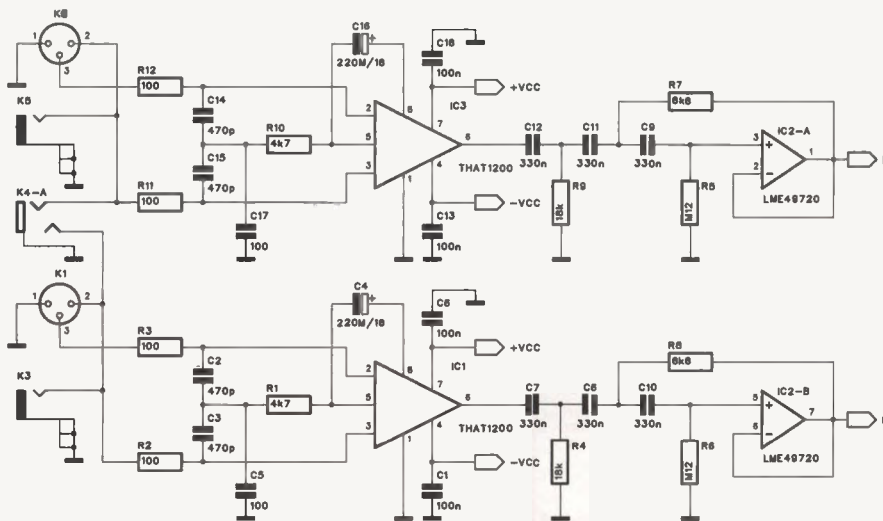 K6
1
2
3
R12
100
C14
470p
C15
470p
K5
K4-A
R11
100
R10
4k7
C17
100
C16
220M/16
C18
100n
+VCC
IC3
2
5
3
6
7
4
1
6
THAT1200
-VCC
C13
100n
C12
330n
C11
330n
C9
330n
R9
18k
R7
6k8
R5
M12
IC2-A
3
2
1
LME49720
K1
1
2
3
R3
100
C2
470p
C3
470p
K3
R2
100
R1
4k7
C5
100
C4
220M/16
C6
100n
+VCC
IC1
2
5
3
6
7
4
1
6
THAT1200
-VCC
C1
100n
C7
330n
C8
330n
C10
330n
R4
18k
R8
6k8
R6
M12
IC2-B
5
6
7
LME49720